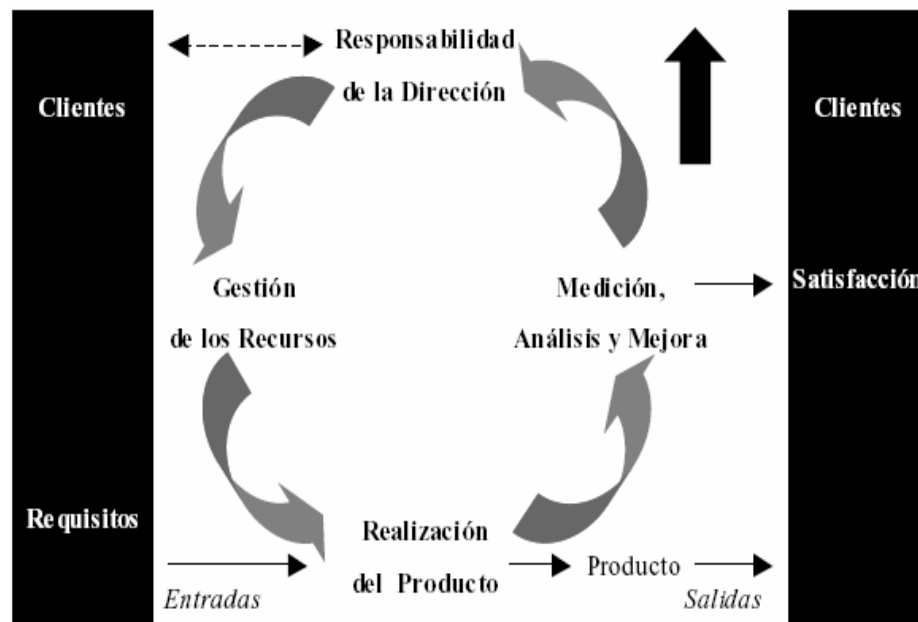 Clientes
Requisitos
Responsabilidad
de la Dirección
Gestión
de los Recursos
Medición,
Análisis y Mejora
Realización
del Producto
Producto
Entradas
Salidas
Clientes
Satisfacción